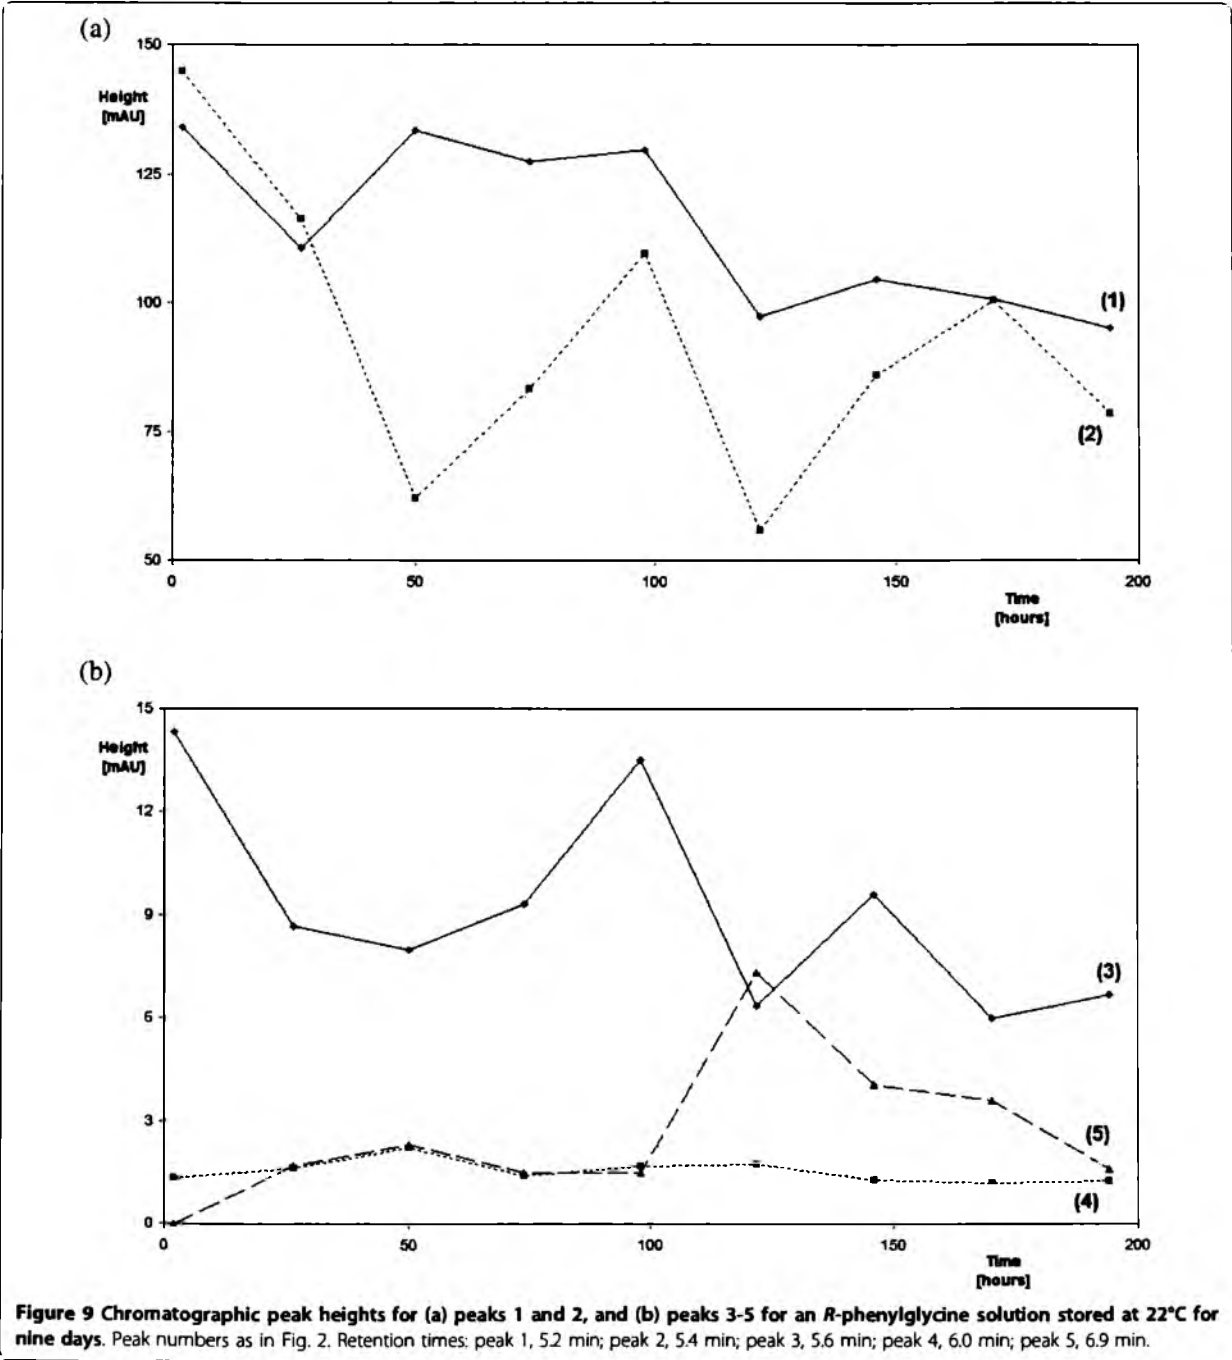 (a)
150
Height
[mAU]
125
100
(1)
75
(2)
50
0 50 100 150 200
Time
[hours]
(b)
15
Height
[mAU]
12
9
(3)
6
3
(5)
(4)
0
0 50 100 150 200
Time
[hours]
Figure 9 Chromatographic peak heights for (a) peaks 1 and 2, and (b) peaks 3-5 for an R-phenylglycine solution stored at 22°C for
nine days. Peak numbers as in Fig. 2. Retention times: peak 1, 5.2 min; peak 2, 5.4 min; peak 3, 5.6 min; peak 4, 6.0 min; peak 5, 6.9 min.